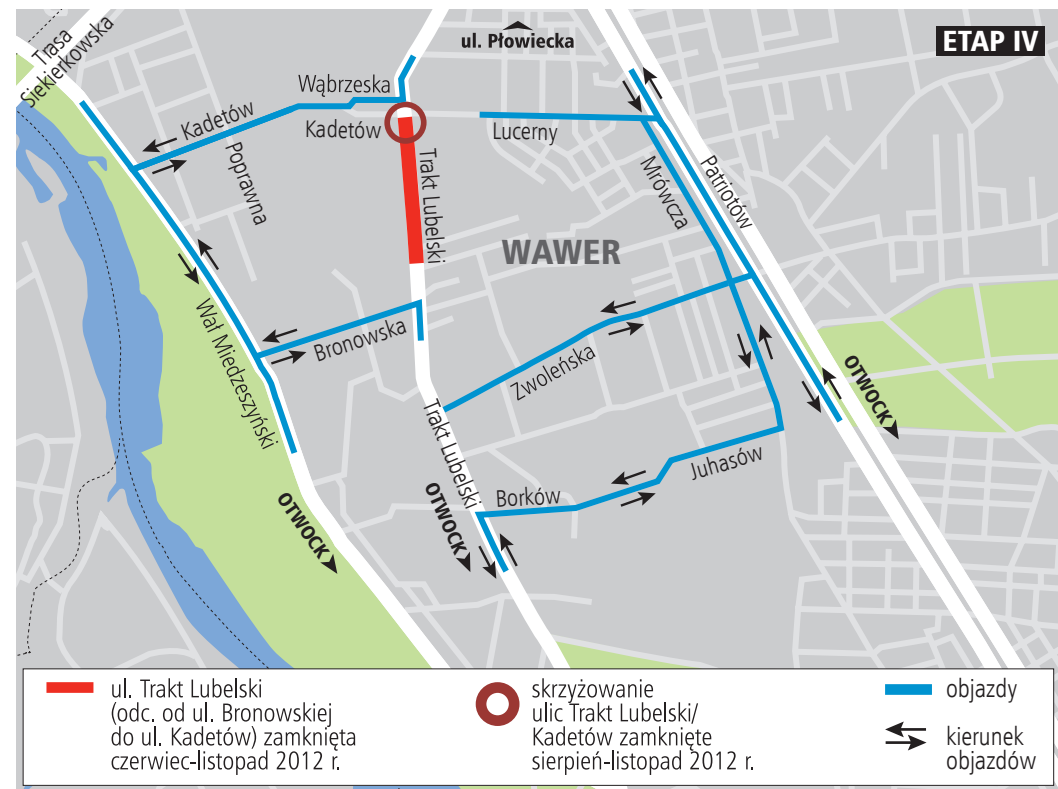 ETAP IV
ul. Płowiecka
Trasa
Siekierkowska
Wąbrzeska
Kadetów
Kadetów
Lucerny
Poprawna
Trakt Lubelski
Mrówcza
Patriotów
WAWER
Wał Miedzeszyński
Bronowska
Zwoleńska
Trakt Lubelski
OTWOCK
Juhasów
Borków
OTWOCK
OTWOCK
ul. Trakt Lubelski
(odc. od ul. Bronowskiej
do ul. Kadetów) zamknięta
czerwiec-listopad 2012 r.
skrzyżowanie
ulic Trakt Lubelski/
Kadetów zamknięte
sierpień-listopad 2012 r.
objazdy
kierunek
objazdów